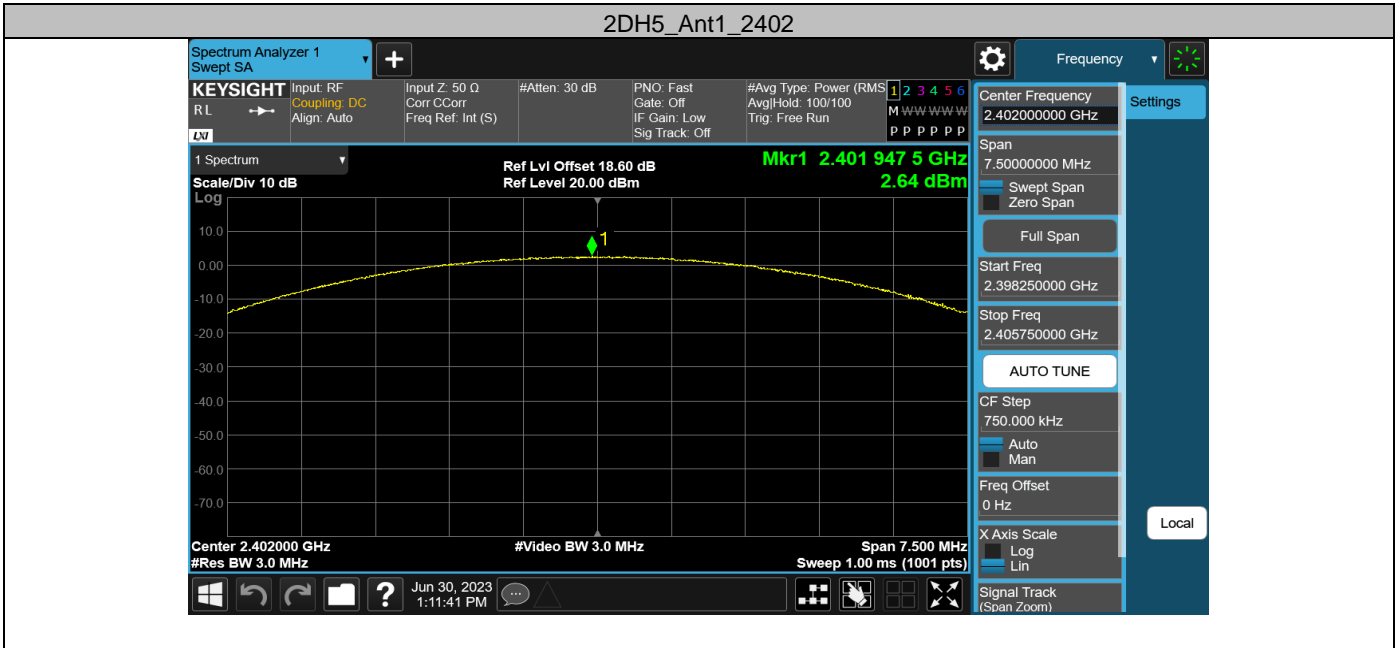 2DH5_Ant1_2402
Spectrum Analyzer 1
Swept SA
Frequency
KEYSIGHT
RL
LXI
Input: RF
Coupling: DC
Align: Auto
Input Z: 50 Ω
Corr CCorr
Freq Ref: Int (S)
#Atten: 30 dB
PNO: Fast
Gate: Off
IF Gain: Low
Sig Track: Off
#Avg Type: Power (RMS
Avg|Hold: 100/100
Trig: Free Run
1 2 3 4 5 6
M W W W W W
P P P P P P
1 Spectrum
Scale/Div 10 dB
Log
Ref Lvl Offset 18.60 dB
Ref Level 20.00 dBm
Mkr1 2.401 947 5 GHz
2.64 dBm
1
10.0
0.00
-10.0
-20.0
-30.0
-40.0
-50.0
-60.0
-70.0
Center 2.402000 GHz
#Res BW 3.0 MHz
#Video BW 3.0 MHz
Span 7.500 MHz
Sweep 1.00 ms (1001 pts)
Center Frequency
2.402000000 GHz
Span
7.50000000 MHz
Swept Span
Zero Span
Full Span
Start Freq
2.398250000 GHz
Stop Freq
2.405750000 GHz
AUTO TUNE
CF Step
750.000 kHz
Auto
Man
Freq Offset
0 Hz
X Axis Scale
Log
Lin
Signal Track
(Span Zoom)
Settings
Local
?
Jun 30, 2023
1:11:41 PM